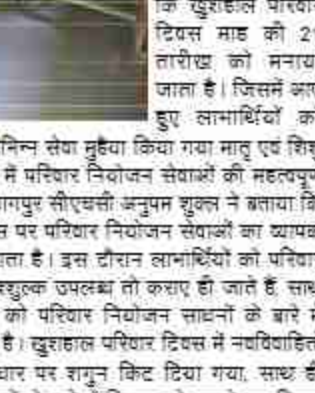 कि खुशहाल परिवार
दिवस माह की 21
तारीख को मनाया
जाता है। जिसमें आए
हुए लाभार्थियों को
भिन्न सेवा मुहैया किया गया मातृ एवं शिशु
में परिवार नियोजन सेवाओं की महत्वपूर्ण
सीएचसी अनुपम शुक्ल ने बताया कि
पर परिवार नियोजन सेवाओं का व्यापक
है। इस दौरान लाभार्थियों को परिवार
उपलब्ध तो कराए ही जाते हैं, साथ
को परिवार नियोजन साधनों के बारे में
है। खुशहाल परिवार दिवस में नवविवाहित
पर शगुन किट दिया गया, साथ ही